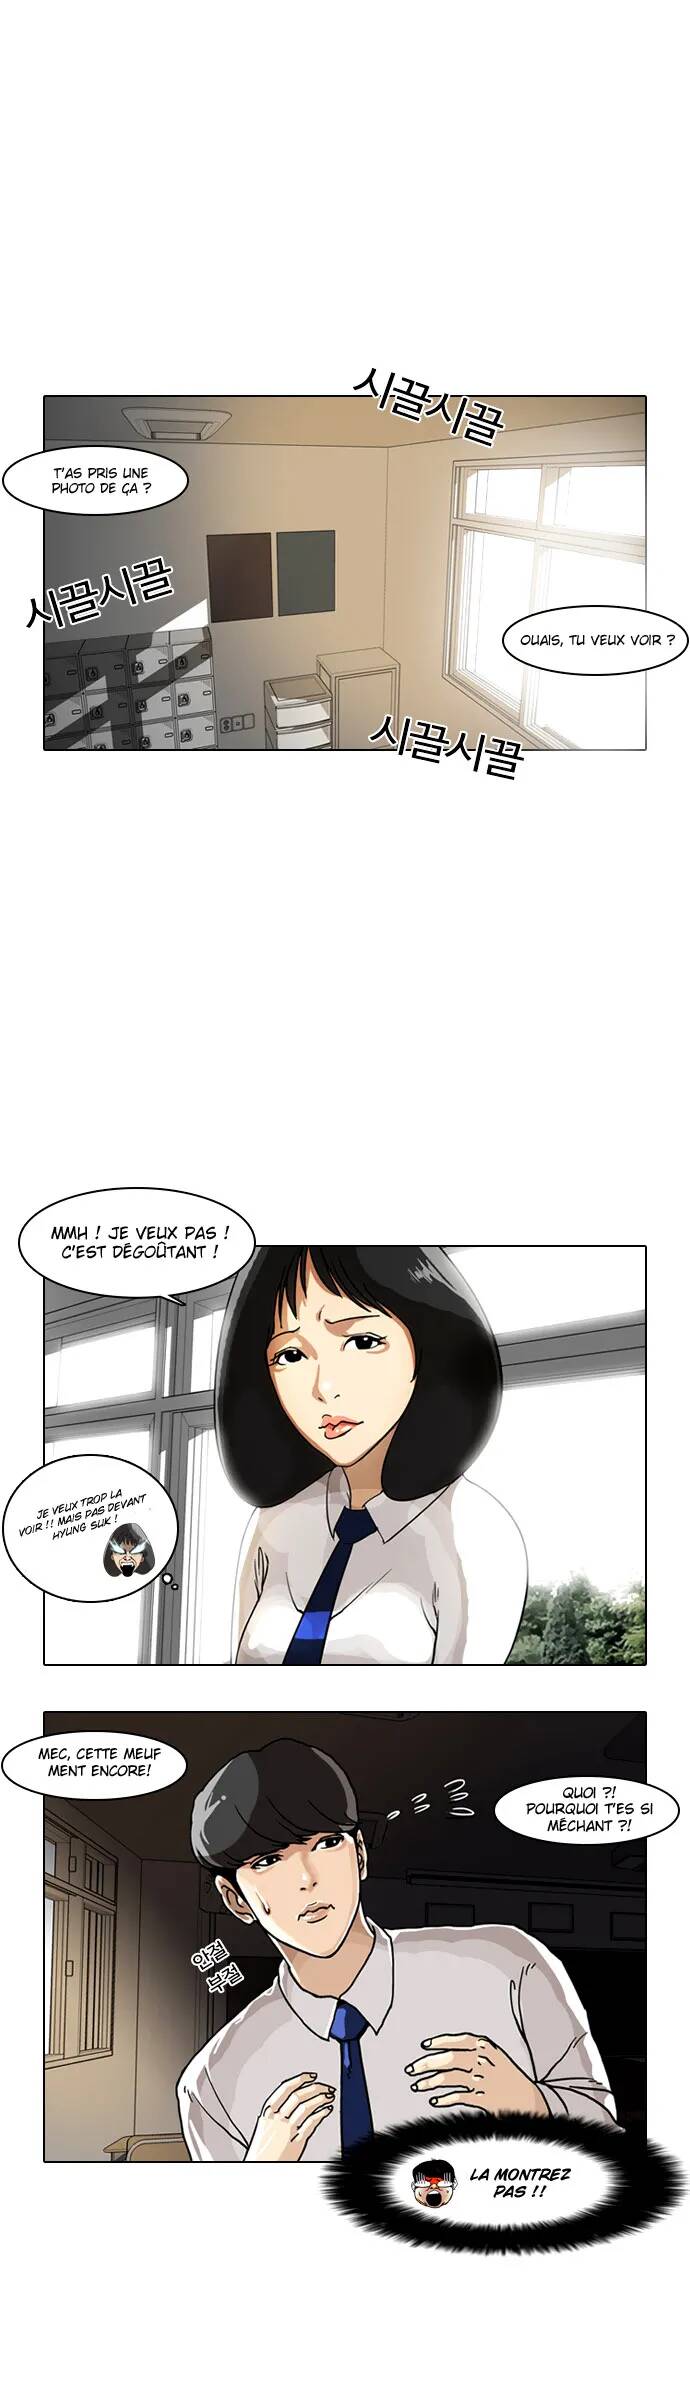 시끌시끌
T'AS PRIS UNE
PHOTO DE ÇA ?
시끌시끌
OUAIS, TU VEUX VOIR ?
시끌시끌
MMH ! JE VEUX PAS !
C'EST DÉGOÛTANT !
JE VEUX TROP LA
VOIR !! MAIS PAS DEVANT
HYUNG SUK !
MEC, CETTE MEUF
MENT ENCORE!
QUOI ?!
POURQUOI T'ES SI
MÉCHANT ?!
안절
부절
LA MONTREZ
PAS !!